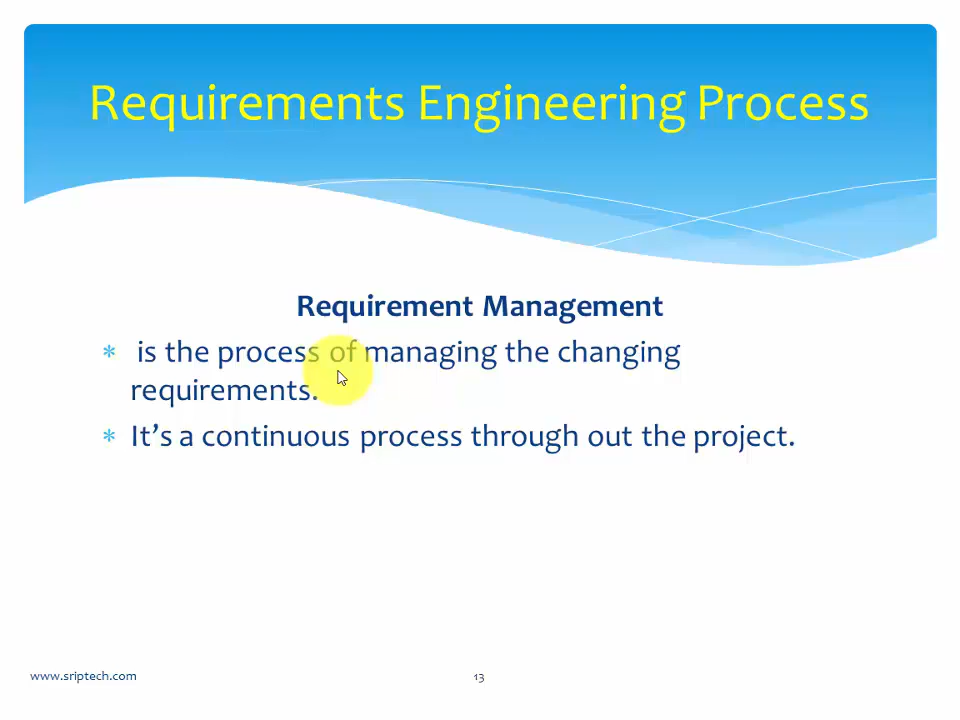 Requirements Engineering Process
Requirement Management
* is the process of managing the changing
requirements.
* It’s a continuous process through out the project.
www.sriptech.com
13